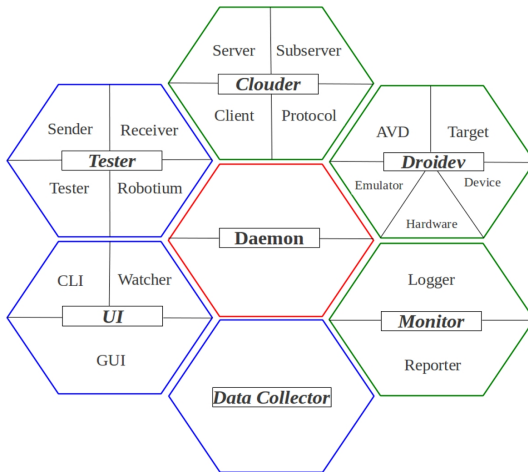 Server Subserver
Clouder
Client Protocol
Sender Receiver
Tester
Tester Robotium
AVD Target
Droidev
Emulator Device
Hardware
Daemon
CLI Watcher
UI
GUI
Logger
Monitor
Reporter
Data Collector